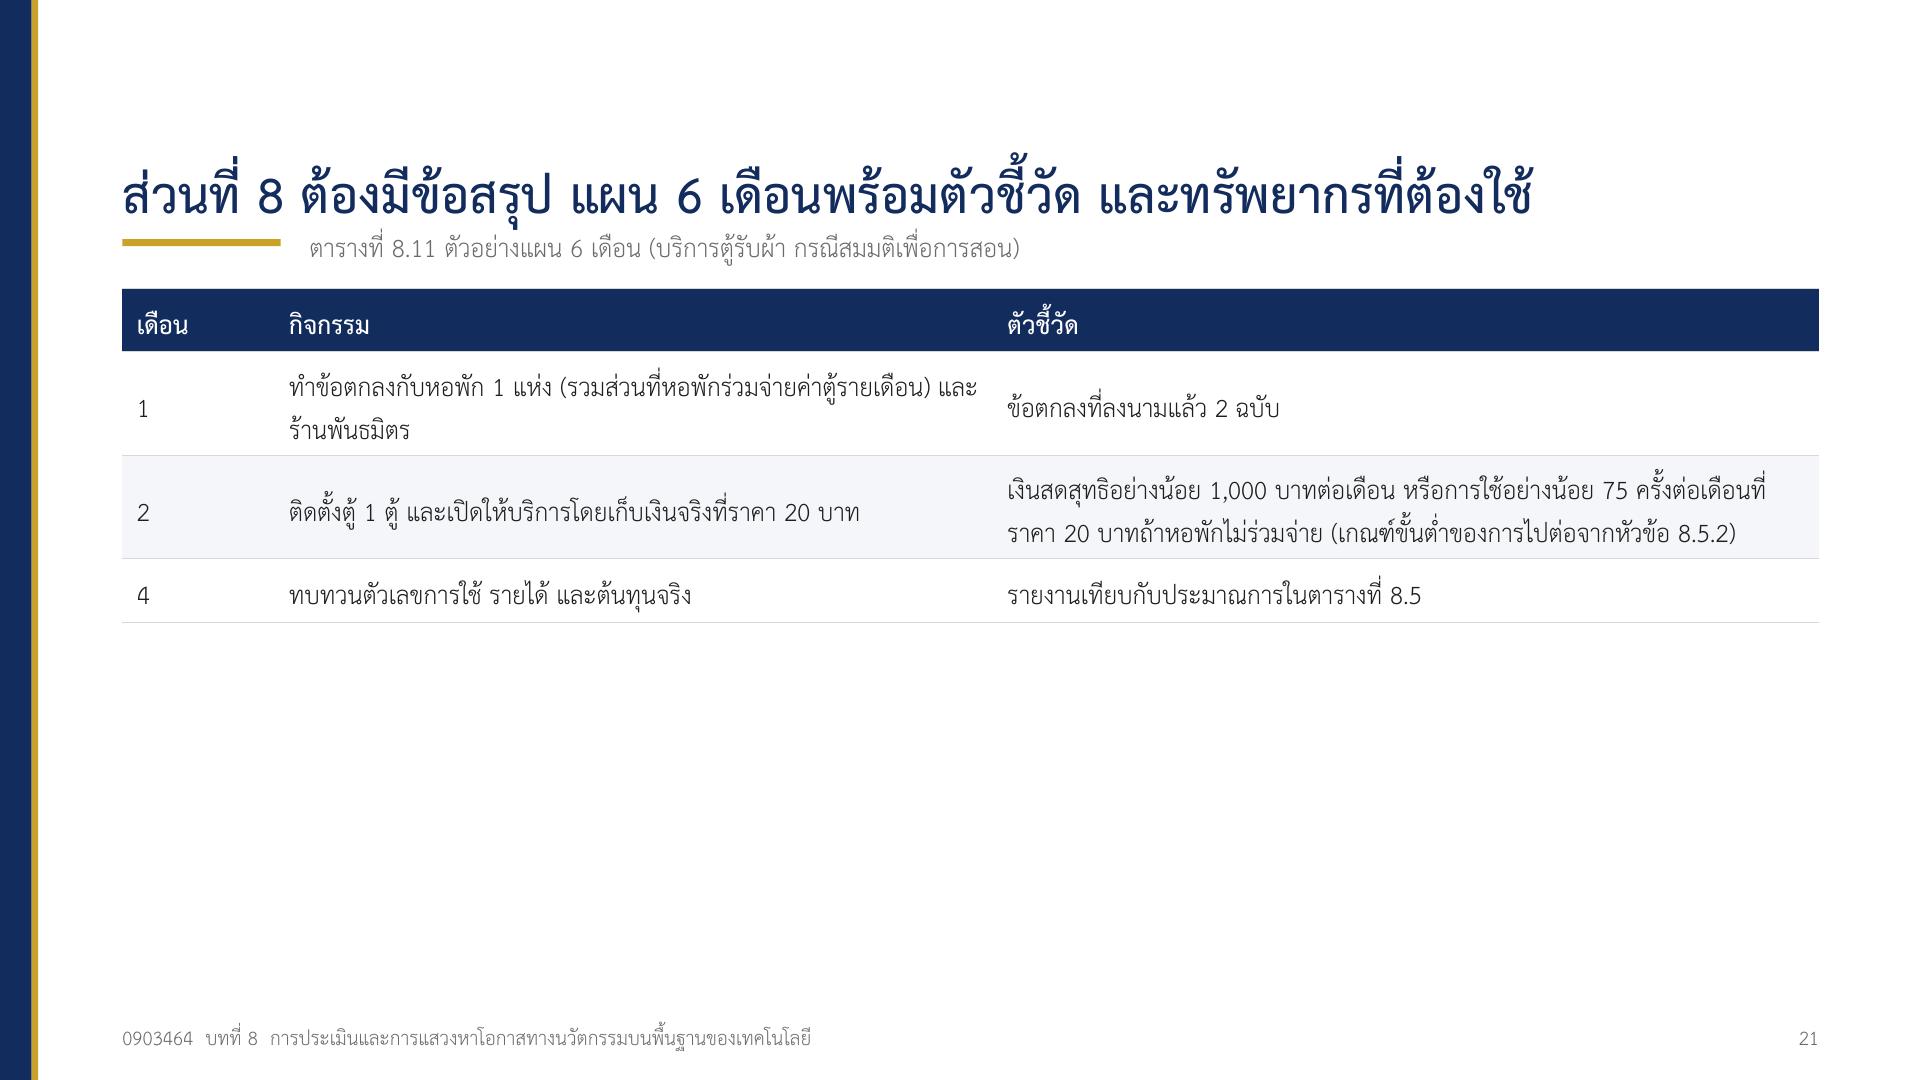 ส่วนที่ 8 ต้องมีข้อสรุป แผน 6 เดือนพร้อมตัวชี้วัด และทรัพยากรที่ต้องใช้
ตารางที่ 8.11 ตัวอย่างแผน 6 เดือน (บริการตู้รับผ้า กรณีสมมติเพื่อการสอน)
เดือน กิจกรรม ตัวชี้วัด
ทำข้อตกลงกับหอพัก 1 แห่ง (รวมส่วนที่หอพักร่วมจ่ายค่าตู้รายเดือน) และ
1 ข้อตกลงที่ลงนามแล้ว 2 ฉบับ
ร้านพันธมิตร
เงินสดสุทธิอย่างน้อย 1,000 บาทต่อเดือน หรือการใช้อย่างน้อย 75 ครั้งต่อเดือนที่
2 ติดตั้งตู้ 1 ตู้ และเปิดให้บริการโดยเก็บเงินจริงที่ราคา 20 บาท
ราคา 20 บาทถ้าหอพักไม่ร่วมจ่าย (เกณฑ์ขั้นต่ำของการไปต่อจากหัวข้อ 8.5.2)
4 ทบทวนตัวเลขการใช้ รายได้ และต้นทุนจริง รายงานเทียบกับประมาณการในตารางที่ 8.5
0903464 บทที่ 8 การประเมินและการแสวงหาโอกาสทางนวัตกรรมบนพื้นฐานของเทคโนโลยี 21